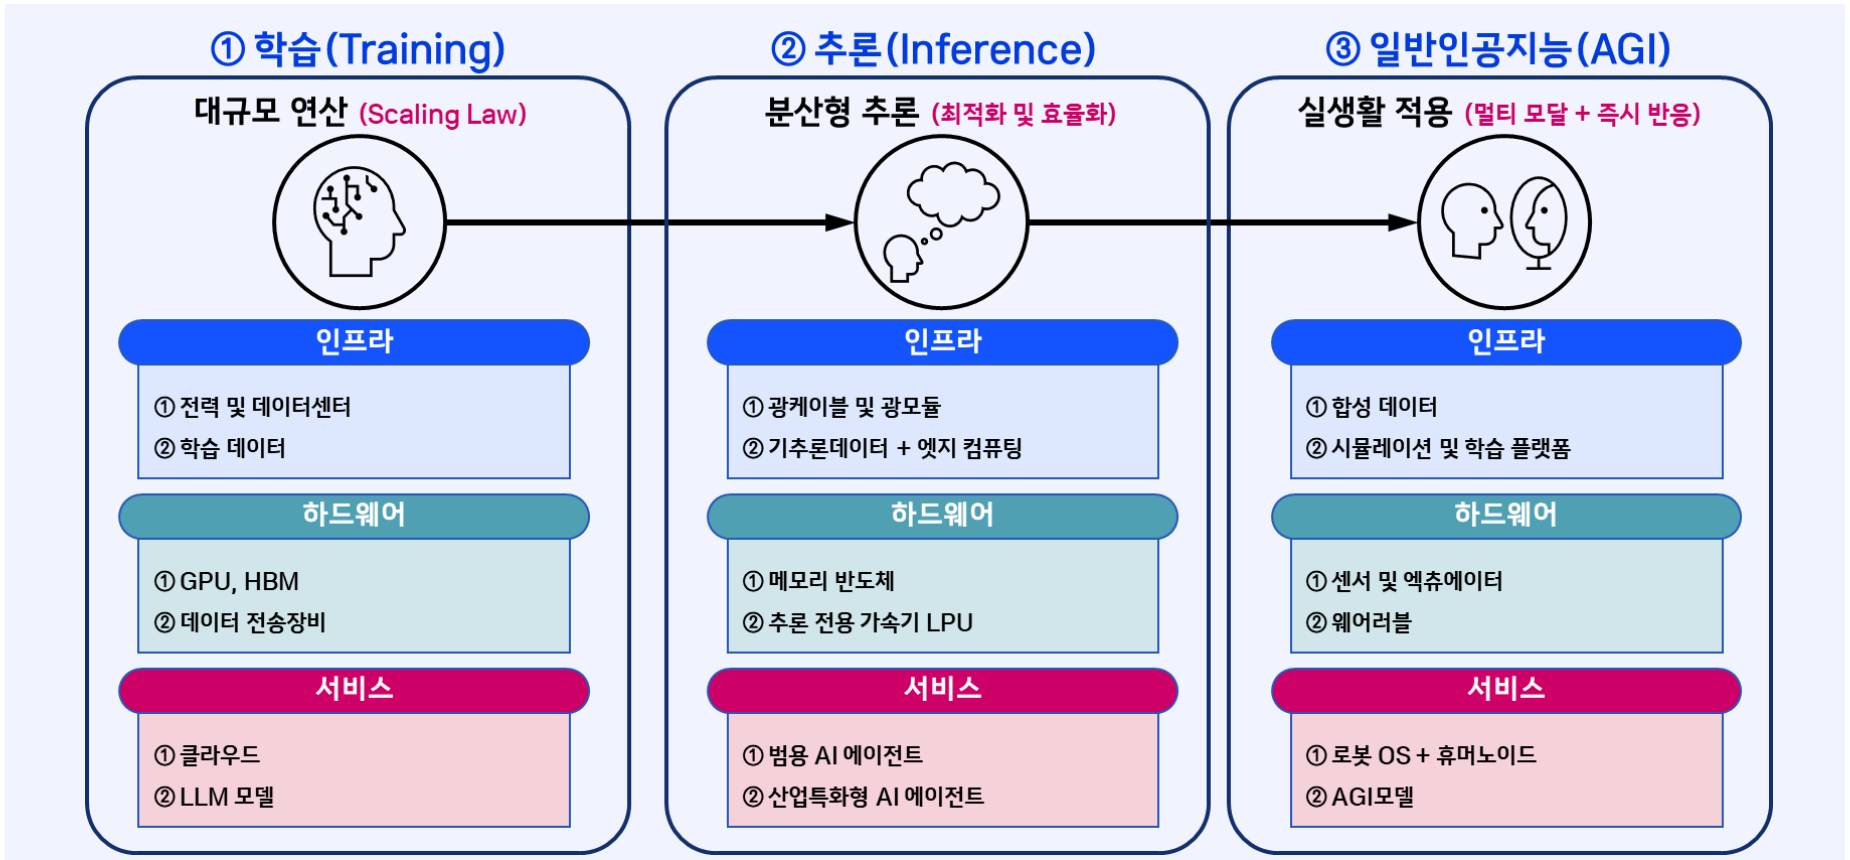 ① 학습(Training)
대규모 연산 (Scaling Law)
인프라
① 전력 및 데이터센터
② 학습 데이터
하드웨어
① GPU, HBM
② 데이터 전송장비
서비스
① 클라우드
② LLM 모델
② 추론(Inference)
분산형 추론 (최적화 및 효율화)
인프라
① 광케이블 및 광모듈
② 기추론데이터 + 엣지 컴퓨팅
하드웨어
① 메모리 반도체
② 추론 전용 가속기 LPU
서비스
① 범용 AI 에이전트
② 산업특화형 AI 에이전트
③ 일반인공지능(AGI)
실생활 적용 (멀티 모달 + 즉시 반응)
인프라
① 합성 데이터
② 시뮬레이션 및 학습 플랫폼
하드웨어
① 센서 및 엑츄에이터
② 웨어러블
서비스
① 로봇 OS + 휴머노이드
② AGI모델